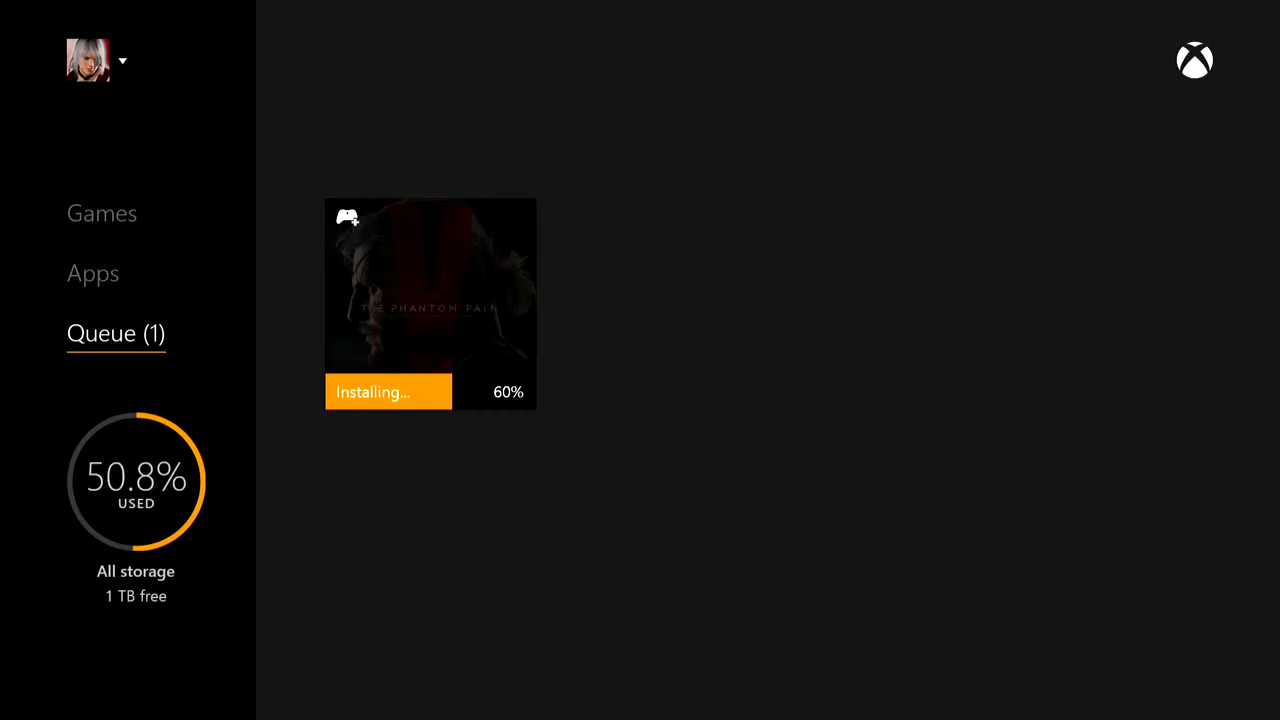 Games
Apps
Queue (1)
50.8%
USED
All storage
1 TB free
THE PHANTOM PAIN
Installing...
60%